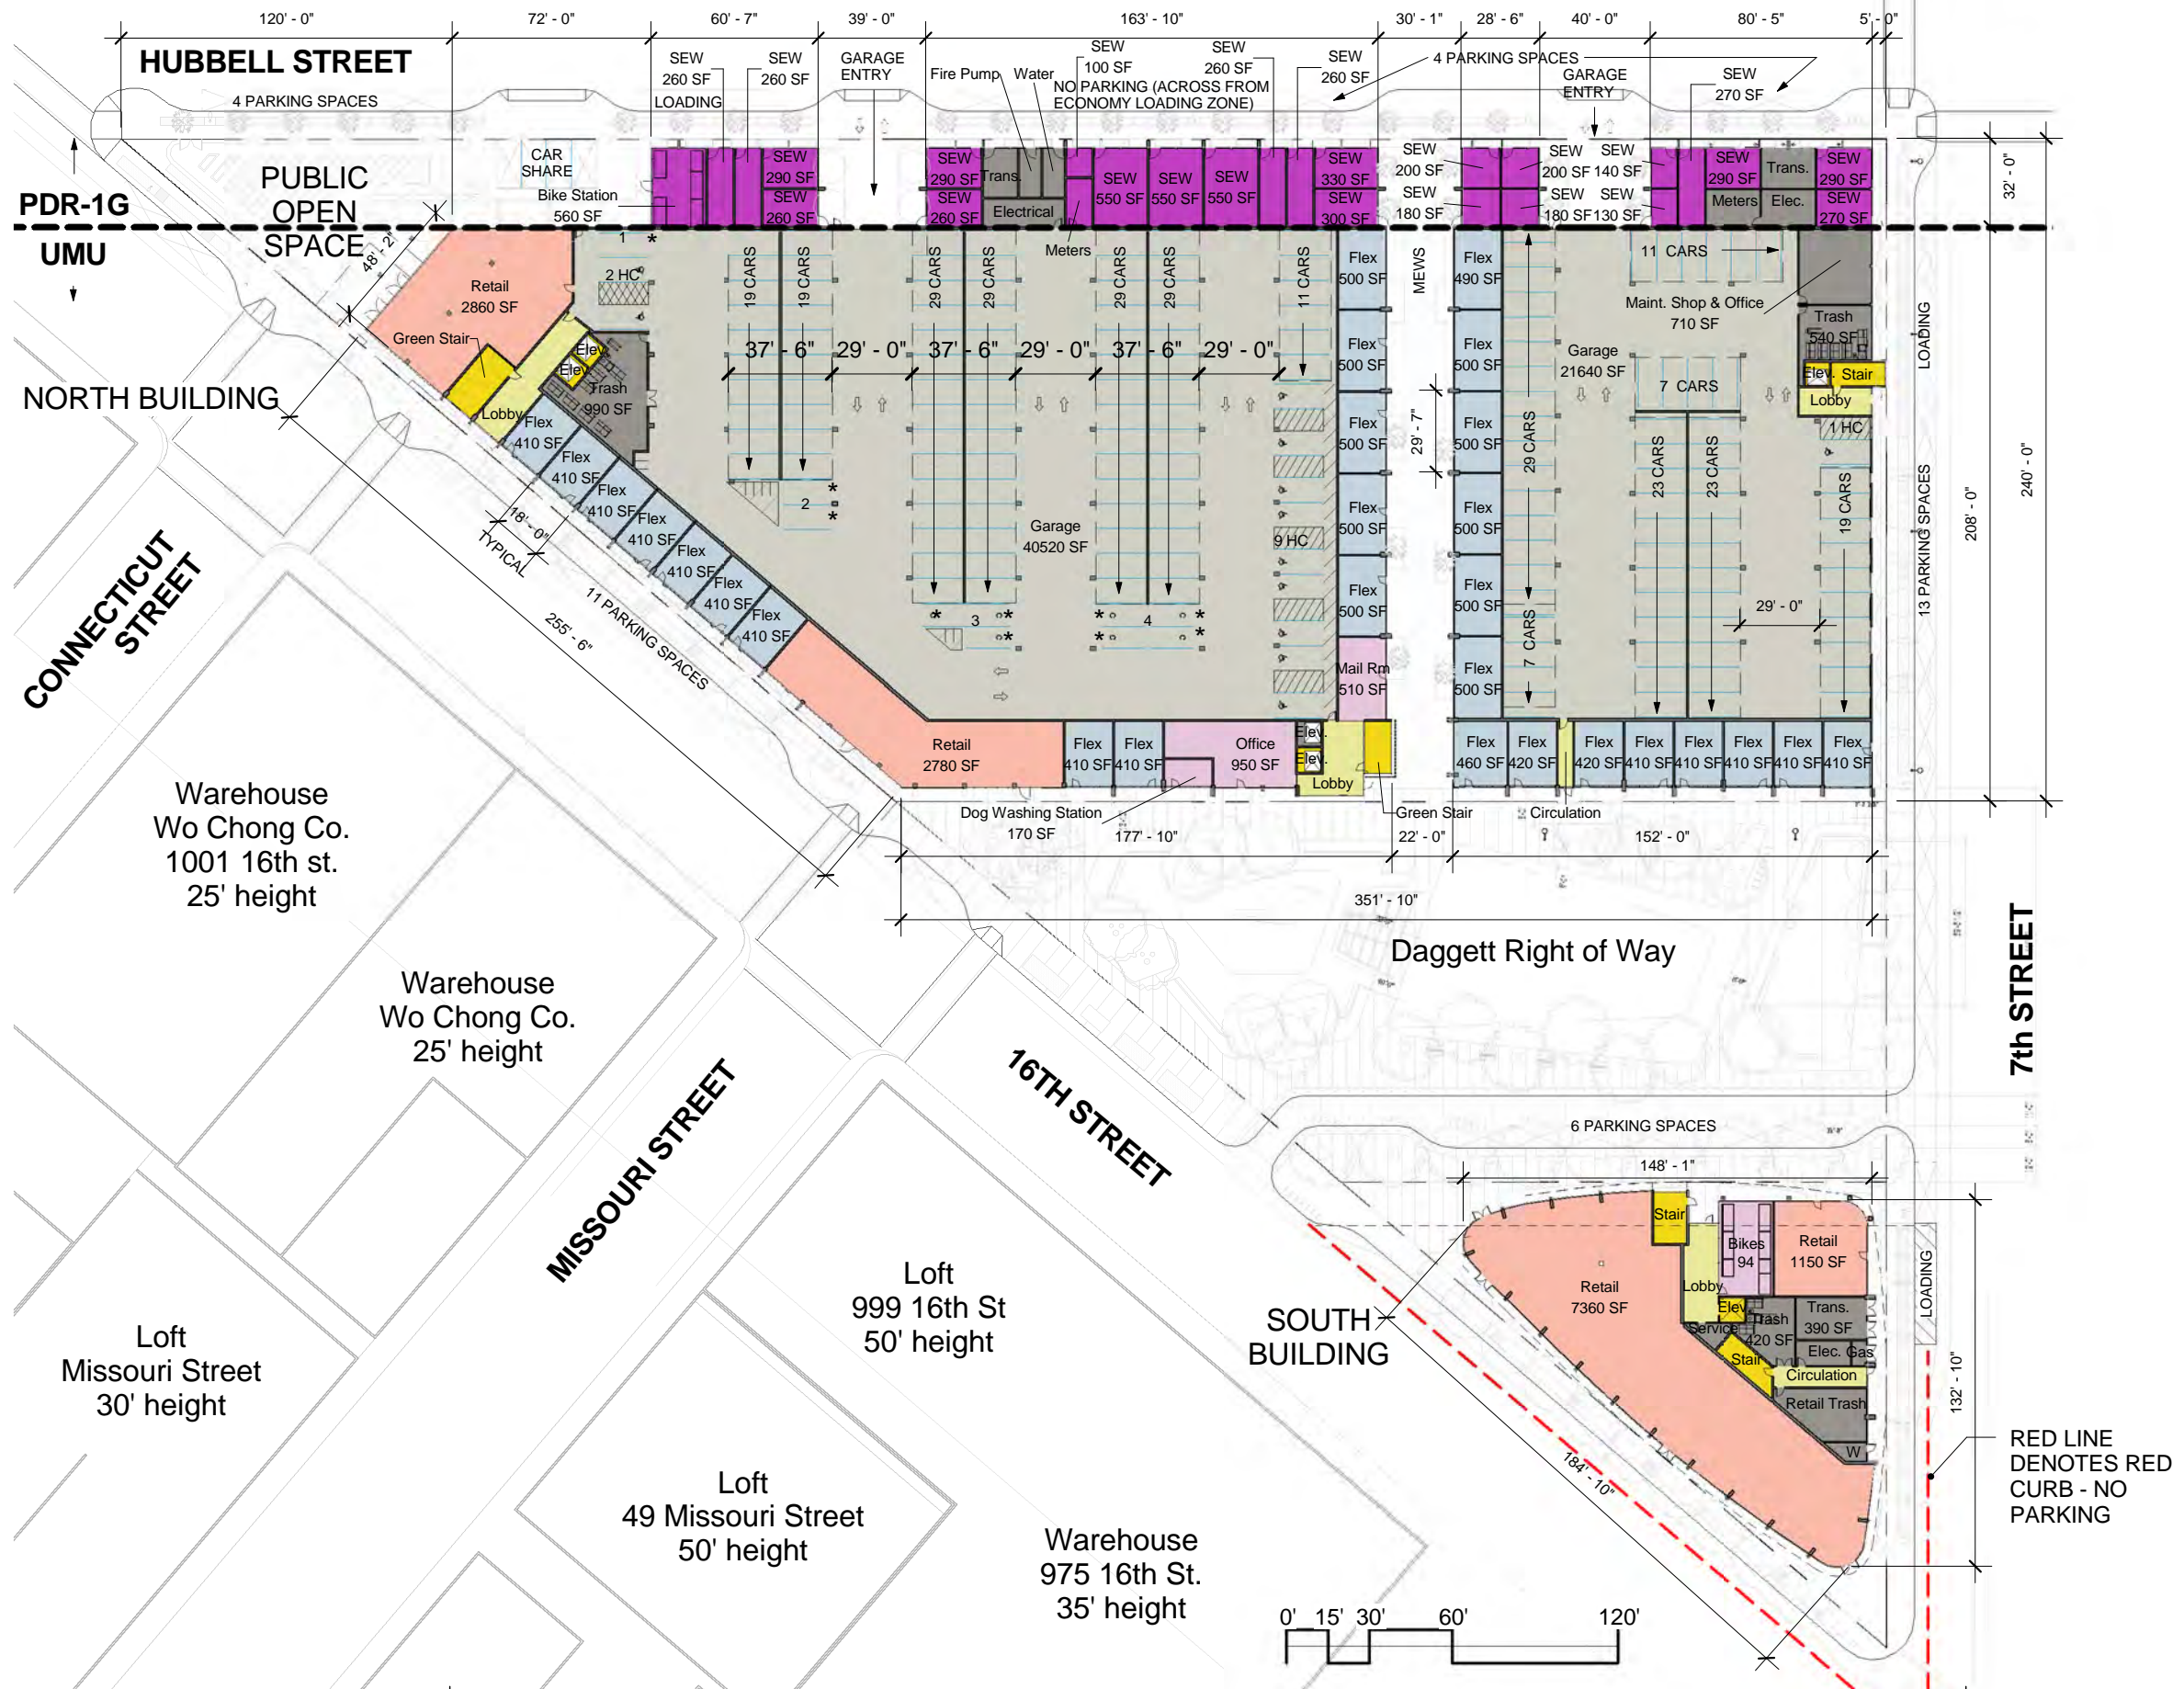 120' - 0"
72' - 0"
60' - 7"
39' - 0"
163' - 10"
30' - 1"
28' - 6"
40' - 0"
80' - 5"
5' - 0"
HUBBELL STREET
4 PARKING SPACES
LOADING
SEW
260 SF
SEW
260 SF
GARAGE
ENTRY
Fire Pump
Water
SEW
100 SF
NO PARKING (ACROSS FROM
ECONOMY LOADING ZONE)
SEW
260 SF
SEW
260 SF
4 PARKING SPACES
GARAGE
ENTRY
SEW
270 SF
PDR-1G
UMU
PUBLIC
OPEN
SPACE
CAR
SHARE
Bike Station
560 SF
SEW
290 SF
SEW
260 SF
SEW
290 SF
SEW
260 SF
Trans.
Electrical
Meters
SEW
550 SF
SEW
550 SF
SEW
550 SF
SEW
330 SF
SEW
300 SF
SEW
200 SF
SEW
180 SF
SEW
200 SF
SEW
180 SF
SEW
140 SF
SEW
130 SF
SEW
290 SF
Trans.
Meters
Elec.
SEW
290 SF
SEW
270 SF
32' - 0"
48' - 2"
Retail
2860 SF
Green Stair
1
*
2 HC
Elev.
Elev.
Trash
990 SF
Lobby
NORTH BUILDING
19 CARS
19 CARS
29 CARS
29 CARS
29 CARS
29 CARS
11 CARS
37' - 6"
29' - 0"
37' - 6"
29' - 0"
37' - 6"
29' - 0"
2
*
*
3
*
*
*
4
*
*
*
*
Garage
40520 SF
9 HC
Flex
410 SF
Flex
410 SF
Flex
410 SF
Flex
410 SF
Flex
410 SF
Flex
410 SF
Flex
410 SF
18' - 0"
TYPICAL
11 PARKING SPACES
255' - 6"
Flex
500 SF
Flex
500 SF
Flex
500 SF
Flex
500 SF
Flex
500 SF
Mail Rm
510 SF
MEWS
29' - 7"
Flex
490 SF
Flex
500 SF
Flex
500 SF
Flex
500 SF
Flex
500 SF
Flex
500 SF
29 CARS
7 CARS
Garage
21640 SF
11 CARS
Maint. Shop & Office
710 SF
7 CARS
23 CARS
23 CARS
Trash
540 SF
Elev.
Stair
Lobby
1 HC
19 CARS
29' - 0"
LOADING
13 PARKING SPACES
208' - 0"
240' - 0"
Retail
2780 SF
Flex
410 SF
Flex
410 SF
Office
950 SF
Elev.
Elev.
Lobby
Dog Washing Station
170 SF
Green Stair
Flex
460 SF
Flex
420 SF
Flex
420 SF
Flex
410 SF
Flex
410 SF
Flex
410 SF
Flex
410 SF
Flex
410 SF
Circulation
177' - 10"
22' - 0"
152' - 0"
351' - 10"
Daggett Right of Way
7th STREET
CONNECTICUT
STREET
Warehouse
Wo Chong Co.
1001 16th st.
25' height
Warehouse
Wo Chong Co.
25' height
MISSOURI STREET
16TH STREET
6 PARKING SPACES
148' - 1"
Stair
Bikes
94
Retail
1150 SF
Retail
7360 SF
Lobby
Elev.
Service
Trash
420 SF
Trans.
390 SF
Elec.
Gas
Stair
Circulation
Retail Trash
W
LOADING
132' - 10"
184' - 10"
SOUTH
BUILDING
RED LINE
DENOTES RED
CURB - NO
PARKING
Loft
999 16th St
50' height
Loft
Missouri Street
30' height
Loft
49 Missouri Street
50' height
Warehouse
975 16th St.
35' height
0'
15'
30'
60'
120'